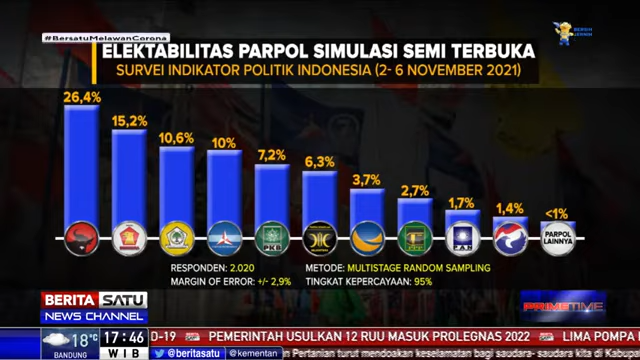 #BersatuMelawanCorona
BERSIH
JERNIH
ELEKTABILITAS PARPOL SIMULASI SEMI TERBUKA
SURVEI INDIKATOR POLITIK INDONESIA (2- 6 NOVEMBER 2021)
26,4%
15,2%
10,6%
10%
7,2%
6,3%
3,7%
2,7%
1,7%
1,4%
<1%
PKB
PPP
PAN
PARPOL
LAINNYA
RESPONDEN: 2.020
METODE: MULTISTAGE RANDOM SAMPLING
MARGIN OF ERROR: +/- 2,9%
TINGKAT KEPERCAYAAN: 95%
BERITA SATU
NEWS CHANNEL
PRIMETIME
18°C
BANDUNG
17:46
WIB
D-19
PEMERINTAH USULKAN 12 RUU MASUK PROLEGNAS 2022
LIMA POMPA
@beritasatu
@kementan
Pertanian turut mendoakan keselamatan bagi saudara-saudara kita di Kasu